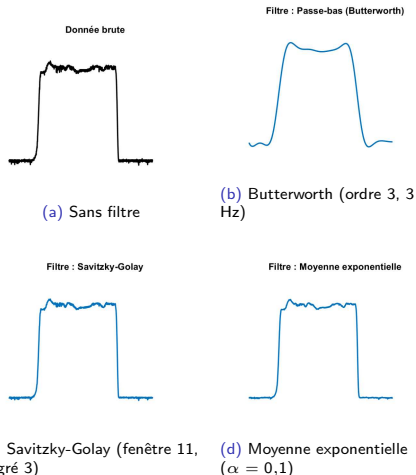 Donnée brute
(a) Sans filtre
Filtre : Passe-bas (Butterworth)
(b) Butterworth (ordre 3, 3
Hz)
Filtre : Savitzky-Golay
Savitzky-Golay (fenêtre 11,
gré 3)
Filtre : Moyenne exponentielle
(d) Moyenne exponentielle
(α = 0,1)